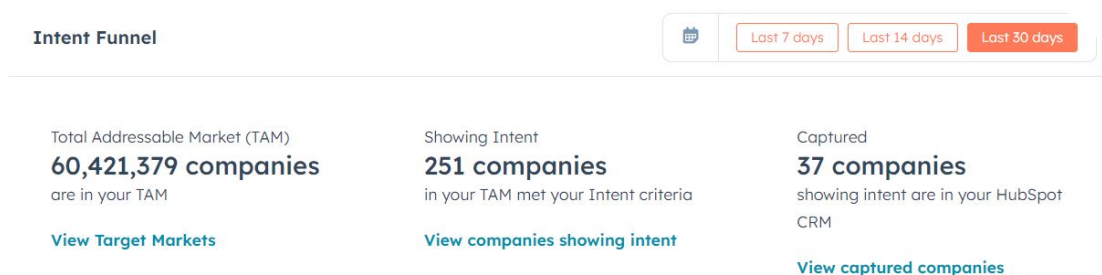 Intent Funnel
Last 7 days
Last 14 days
Last 30 days
Total Addressable Market (TAM)
60,421,379 companies
are in your TAM
View Target Markets
Showing Intent
251 companies
in your TAM met your Intent criteria
View companies showing intent
Captured
37 companies
showing intent are in your HubSpot
CRM
View captured companies